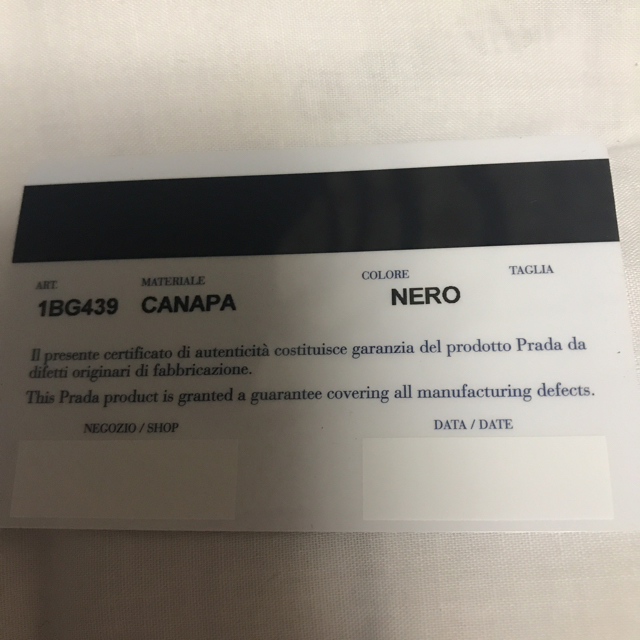 ART. MATERIALE COLORE TAGLIA
1BG439 CANAPA NERO
Il presente certificato di autenticità costituisce garanzia del prodotto Prada da
difetti originari di fabbricazione.
This Prada product is granted a guarantee covering all manufacturing defects.
NEGOZIO / SHOP DATA / DATE